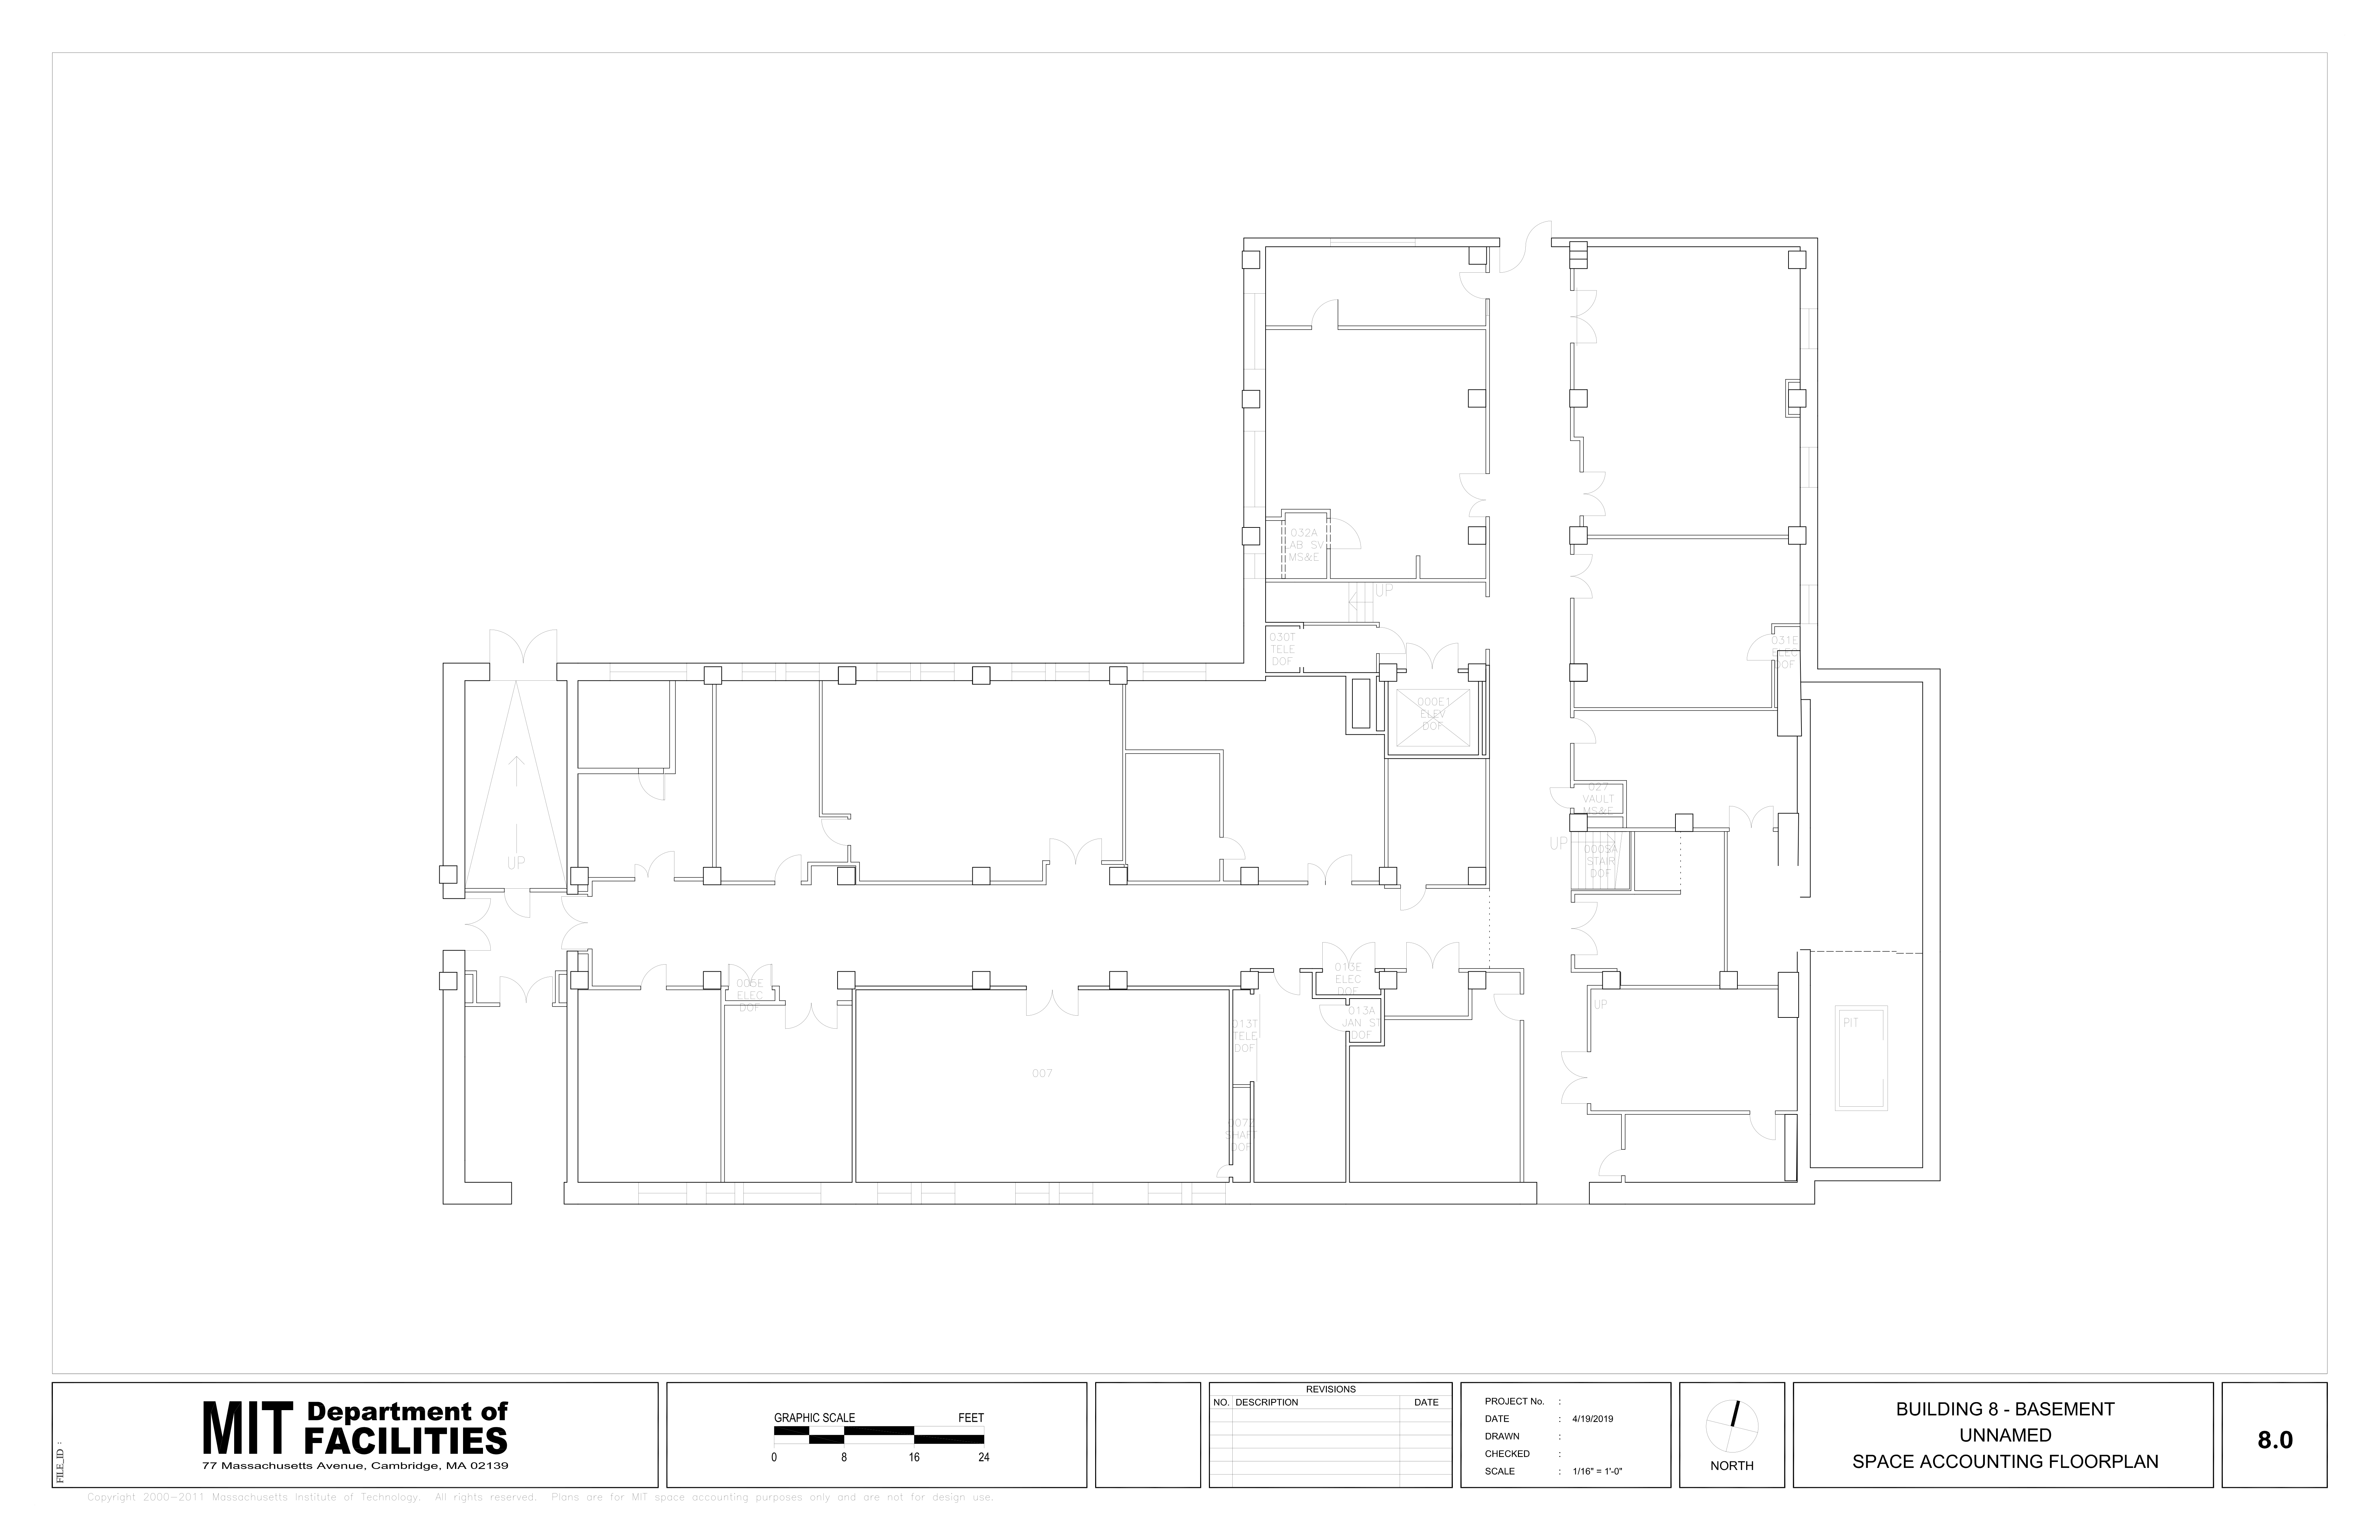 032A
LAB SV
MS&E
UP
030T
TELE
DOF
031E
ELEC
DOF
000E1
ELEV
DOF
027
VAULT
MS&E
UP
000SA
STAIR
DOF
UP
005E
ELEC
DOF
013E
ELEC
DOF
013A
JAN ST
DOF
013T
TELE
DOF
UP
PIT
007
007Z
SHAFT
DOF
FILE_ID :
MIT Department of
FACILITIES
77 Massachusetts Avenue, Cambridge, MA 02139
GRAPHIC SCALE FEET
0 8 16 24
REVISIONS
NO. DESCRIPTION DATE
PROJECT No. :
DATE : 4/19/2019
DRAWN :
CHECKED :
SCALE : 1/16" = 1'-0"
NORTH
BUILDING 8 - BASEMENT
UNNAMED
SPACE ACCOUNTING FLOORPLAN
8.0
Copyright 2000-2011 Massachusetts Institute of Technology. All rights reserved. Plans are for MIT space accounting purposes only and are not for design use.